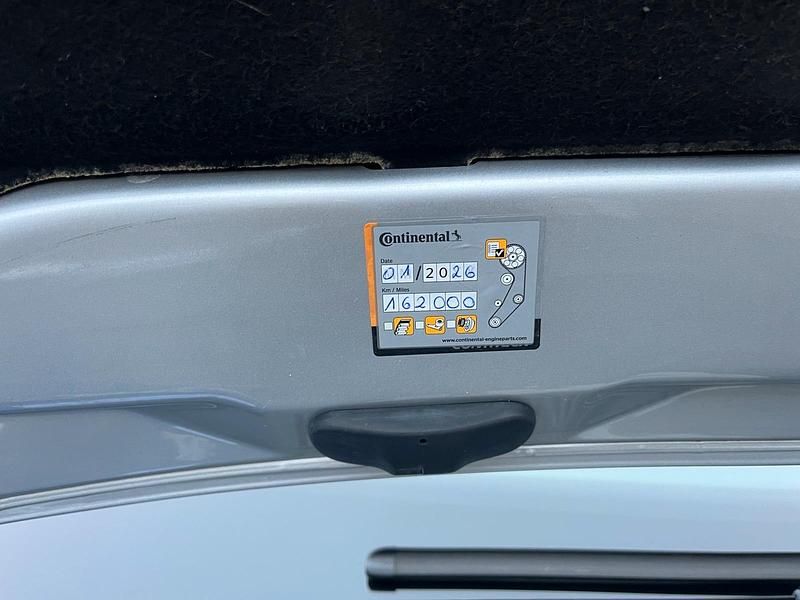 Continental
Date
01/2026
Km / Miles
162000
www.continental-engineparts.com